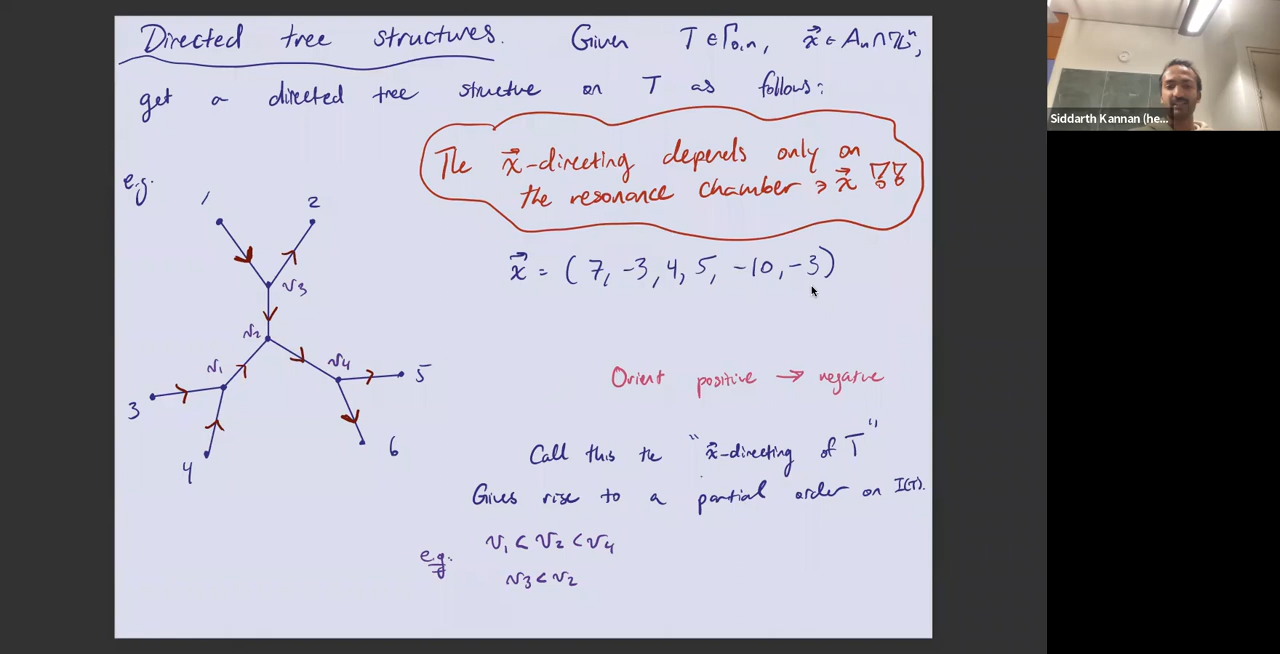 Directed tree structures. Given T ∈ Γ₀,ₙ, x⃗ ∈ Aₙ ∩ ℤⁿ,
get a directed tree structure on T as follows:
The x⃗-directing depends only on
the resonance chamber ∋ x⃗ !!
e.g.
1
2
v₃
v₂
v₁
v₄
3
4
5
6
x⃗ = (7, -3, 4, 5, -10, -3)
Orient positive → negative
Call this the "x⃗-directing of T"
Gives rise to a partial order on I(T).
e.g. v₁ < v₂ < v₄
v₃ < v₂
Siddarth Kannan (he...